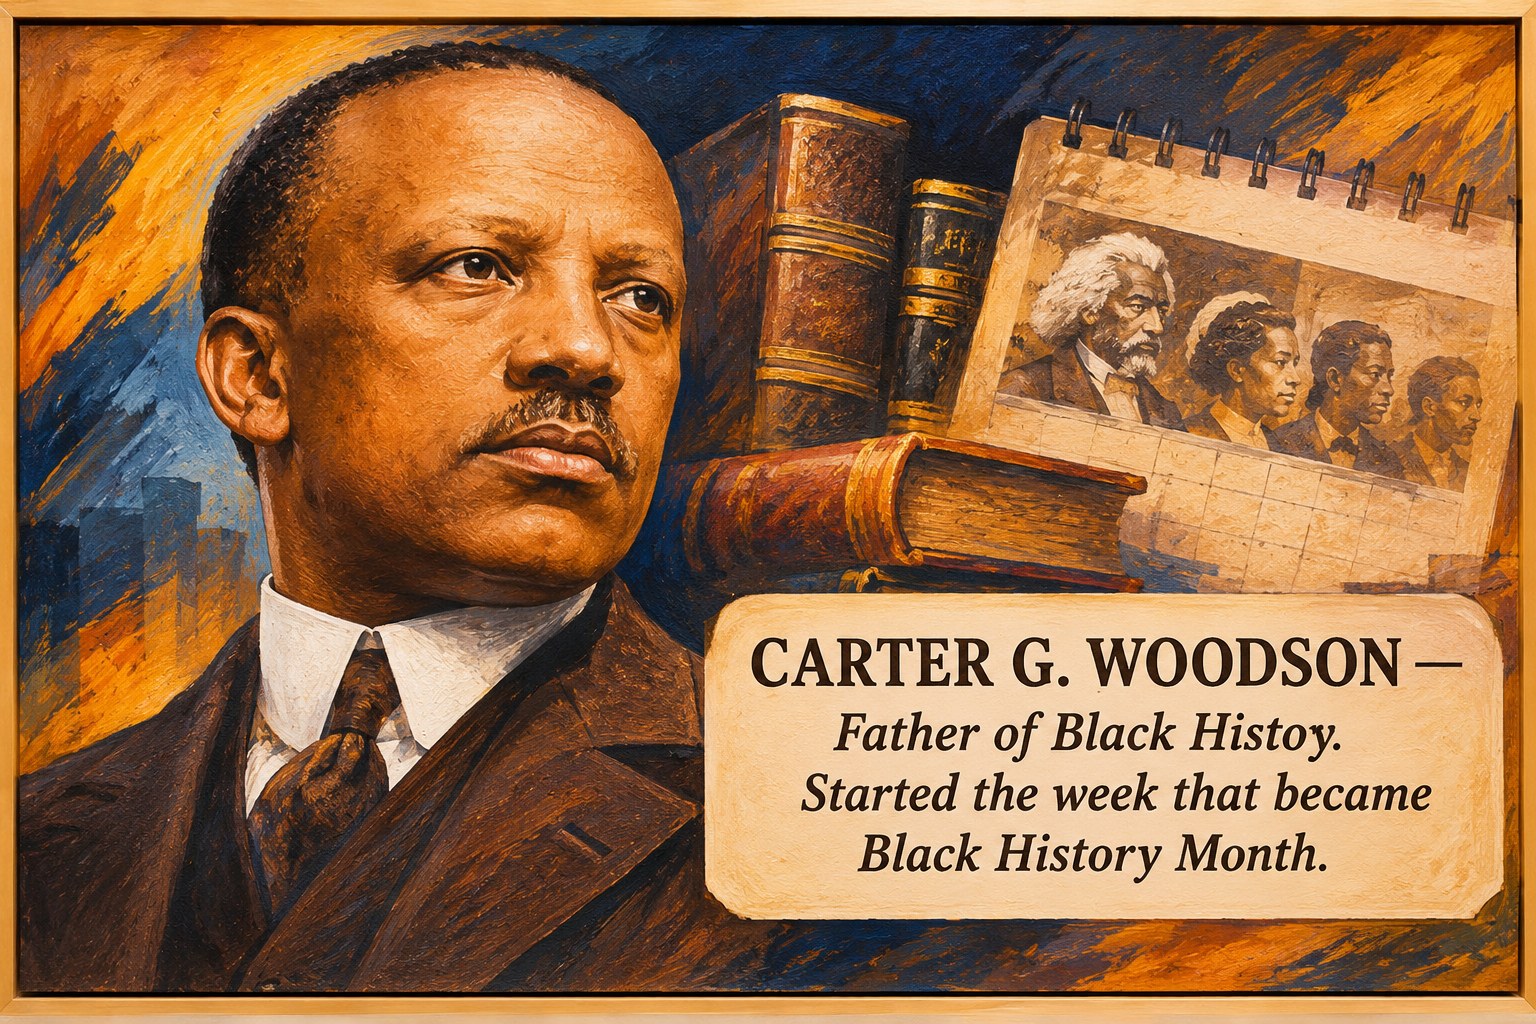 CARTER G. WOODSON —
Father of Black Histoy.
Started the week that became
Black History Month.